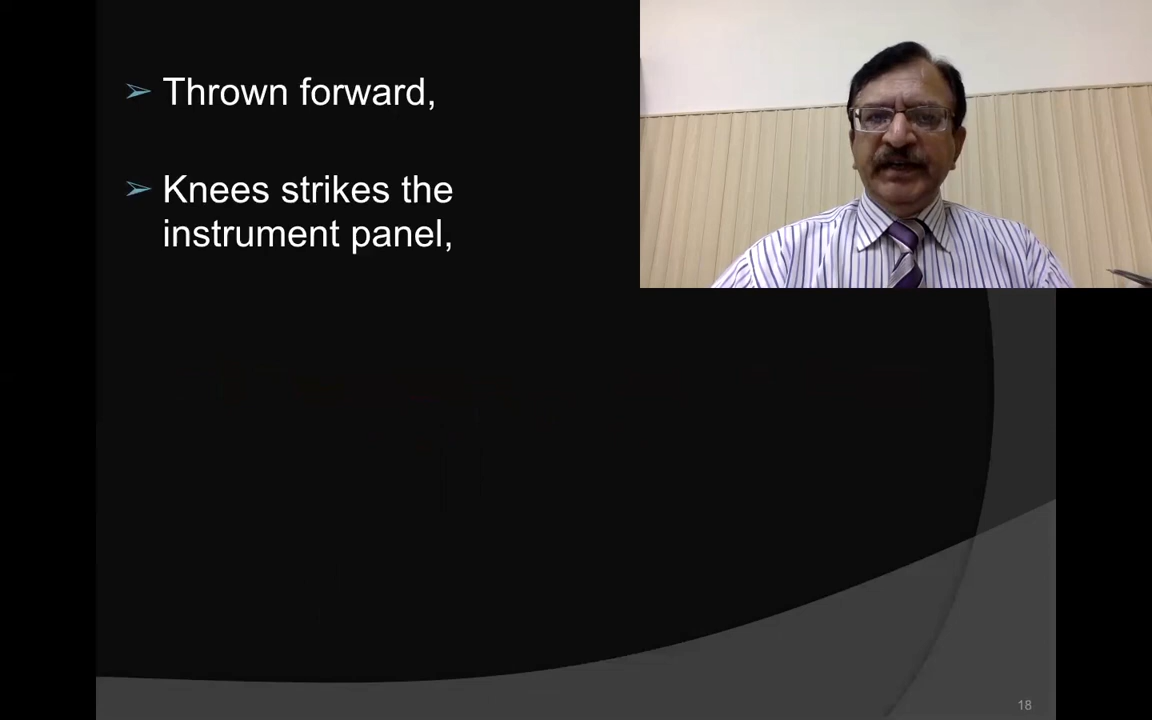 ➢ Thrown forward,
➢ Knees strikes the
instrument panel,
18